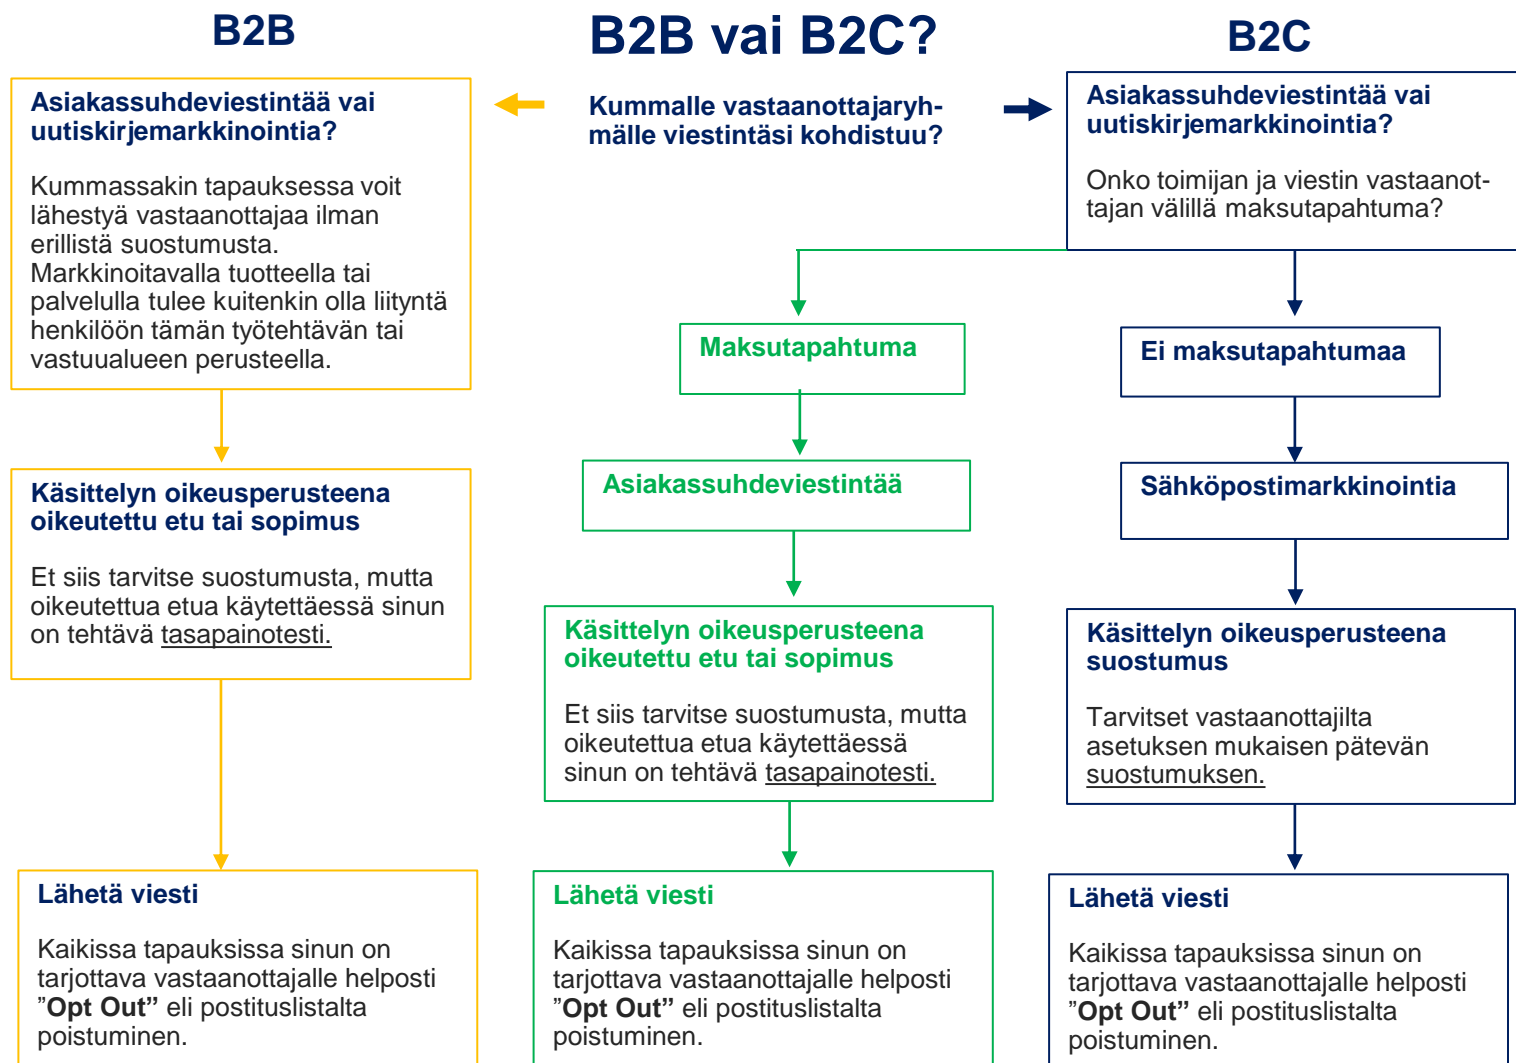 B2B
B2B vai B2C?
B2C
Kummalle vastaanottajaryh-
mälle viestintäsi kohdistuu?
Asiakassuhdeviestintää vai
uutiskirjemarkkinointia?
Kummassakin tapauksessa voit
lähestyä vastaanottajaa ilman
erillistä suostumusta.
Markkinoitavalla tuotteella tai
palvelulla tulee kuitenkin olla liityntä
henkilöön tämän työtehtävän tai
vastuualueen perusteella.
Käsittelyn oikeusperusteena
oikeutettu etu tai sopimus
Et siis tarvitse suostumusta, mutta
oikeutettua etua käytettäessä sinun
on tehtävä tasapainotesti.
Lähetä viesti
Kaikissa tapauksissa sinun on
tarjottava vastaanottajalle helposti
”Opt Out” eli postituslistalta
poistuminen.
Asiakassuhdeviestintää vai
uutiskirjemarkkinointia?
Onko toimijan ja viestin vastaanot-
tajan välillä maksutapahtuma?
Maksutapahtuma
Asiakassuhdeviestintää
Käsittelyn oikeusperusteena
oikeutettu etu tai sopimus
Et siis tarvitse suostumusta, mutta
oikeutettua etua käytettäessä
sinun on tehtävä tasapainotesti.
Lähetä viesti
Kaikissa tapauksissa sinun on
tarjottava vastaanottajalle helposti
”Opt Out” eli postituslistalta
poistuminen.
Ei maksutapahtumaa
Sähköpostimarkkinointia
Käsittelyn oikeusperusteena
suostumus
Tarvitset vastaanottajilta
asetuksen mukaisen pätevän
suostumuksen.
Lähetä viesti
Kaikissa tapauksissa sinun on
tarjottava vastaanottajalle helposti
”Opt Out” eli postituslistalta
poistuminen.